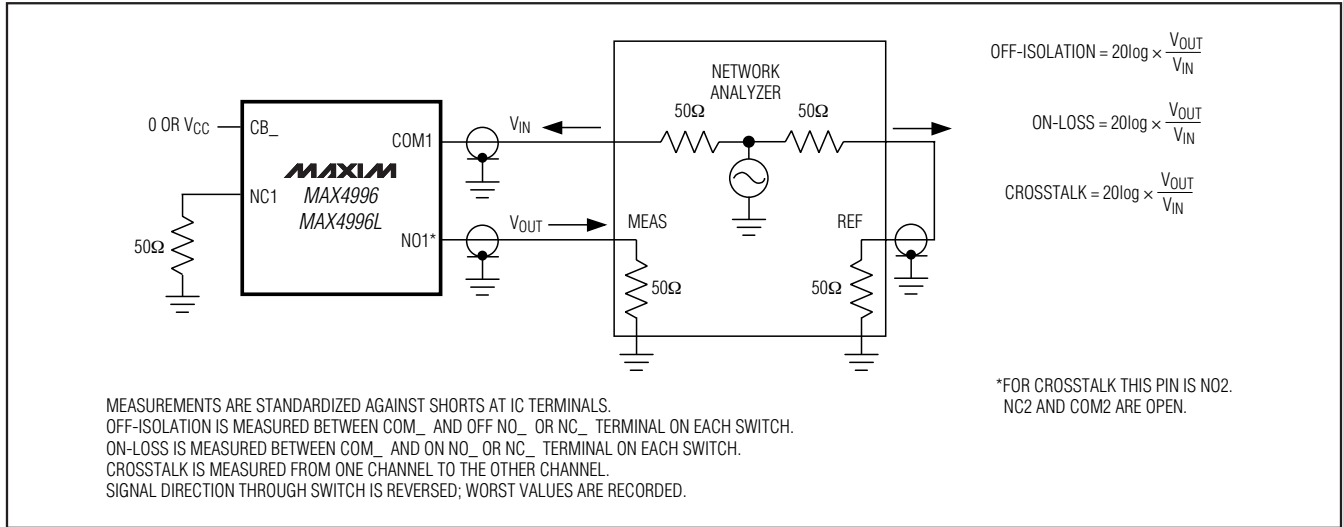 OFF-ISOLATION = 20log × VOUT/VIN
NETWORK
ANALYZER
50Ω
50Ω
0 OR VCC
CB_
COM1
VIN
ON-LOSS = 20log × VOUT/VIN
MAXIM
MAX4996
MAX4996L
NC1
CROSSTALK = 20log × VOUT/VIN
50Ω
NO1*
VOUT
MEAS
REF
50Ω
50Ω
*FOR CROSSTALK THIS PIN IS NO2.
NC2 AND COM2 ARE OPEN.
MEASUREMENTS ARE STANDARDIZED AGAINST SHORTS AT IC TERMINALS.
OFF-ISOLATION IS MEASURED BETWEEN COM_ AND OFF NO_ OR NC_ TERMINAL ON EACH SWITCH.
ON-LOSS IS MEASURED BETWEEN COM_ AND ON NO_ OR NC_ TERMINAL ON EACH SWITCH.
CROSSTALK IS MEASURED FROM ONE CHANNEL TO THE OTHER CHANNEL.
SIGNAL DIRECTION THROUGH SWITCH IS REVERSED; WORST VALUES ARE RECORDED.